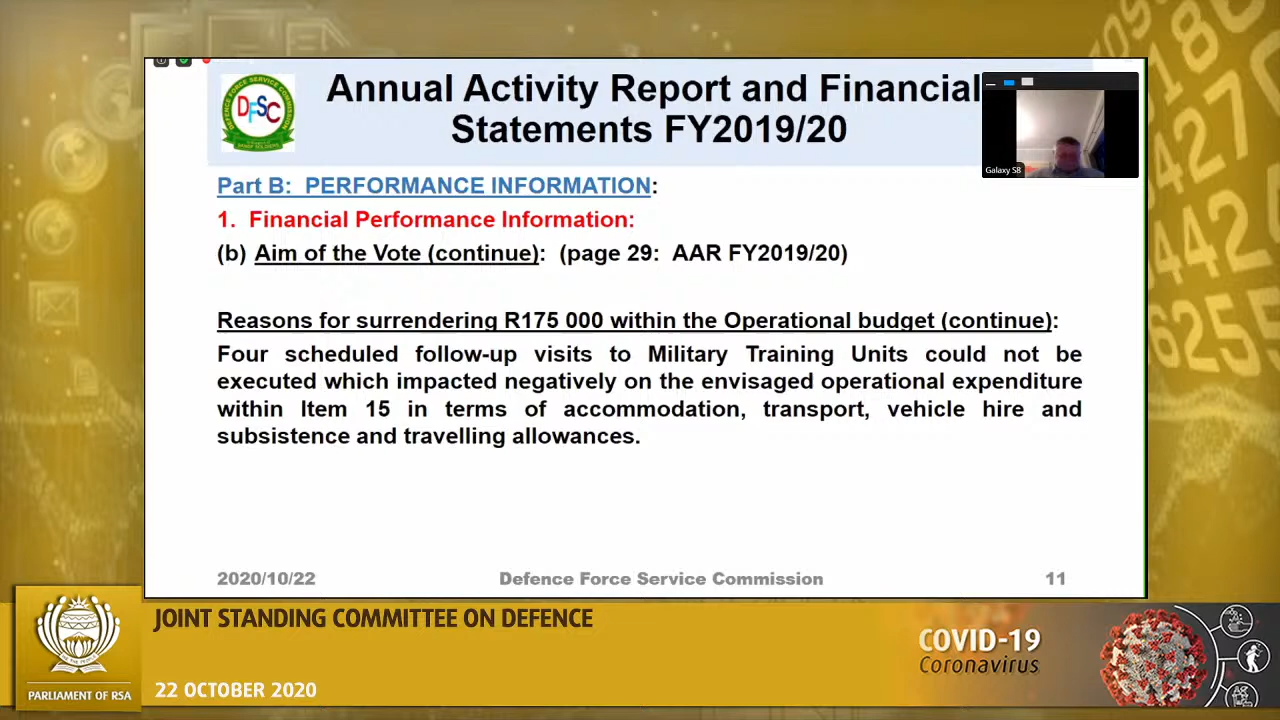 Annual Activity Report and Financial
Statements FY2019/20
DEFENCE FORCE SERVICE COMMISSION
DFSC
Galaxy S8
Part B: PERFORMANCE INFORMATION:
1. Financial Performance Information:
(b) Aim of the Vote (continue): (page 29: AAR FY2019/20)
Reasons for surrendering R175 000 within the Operational budget (continue):
Four scheduled follow-up visits to Military Training Units could not be
executed which impacted negatively on the envisaged operational expenditure
within Item 15 in terms of accommodation, transport, vehicle hire and
subsistence and travelling allowances.
2020/10/22 Defence Force Service Commission 11
JOINT STANDING COMMITTEE ON DEFENCE
COVID-19
Coronavirus
PARLIAMENT OF RSA
22 OCTOBER 2020